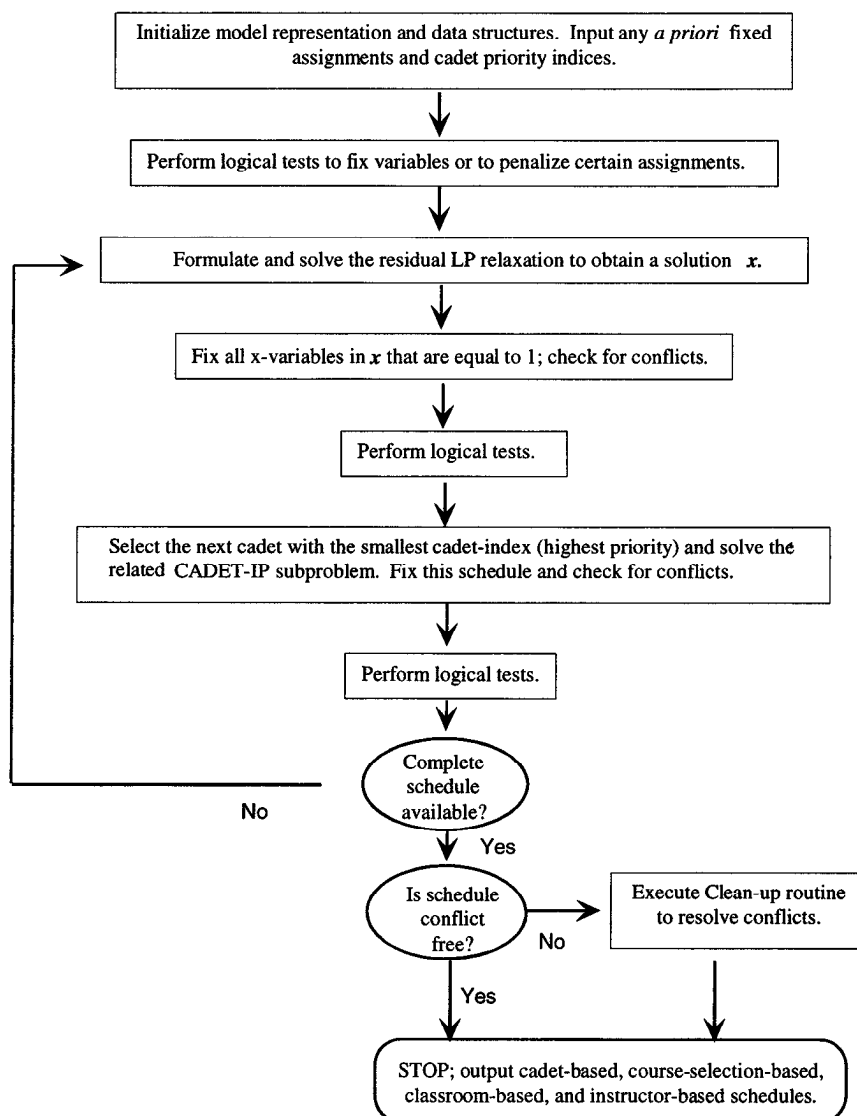 Initialize model representation and data structures. Input any a priori fixed
assignments and cadet priority indices.
Perform logical tests to fix variables or to penalize certain assignments.
Formulate and solve the residual LP relaxation to obtain a solution x.
Fix all x-variables in x that are equal to 1; check for conflicts.
Perform logical tests.
Select the next cadet with the smallest cadet-index (highest priority) and solve the
related CADET-IP subproblem. Fix this schedule and check for conflicts.
Perform logical tests.
Complete
schedule
available?
No
Yes
Is schedule
conflict
free?
No
Execute Clean-up routine
to resolve conflicts.
Yes
STOP; output cadet-based, course-selection-based,
classroom-based, and instructor-based schedules.